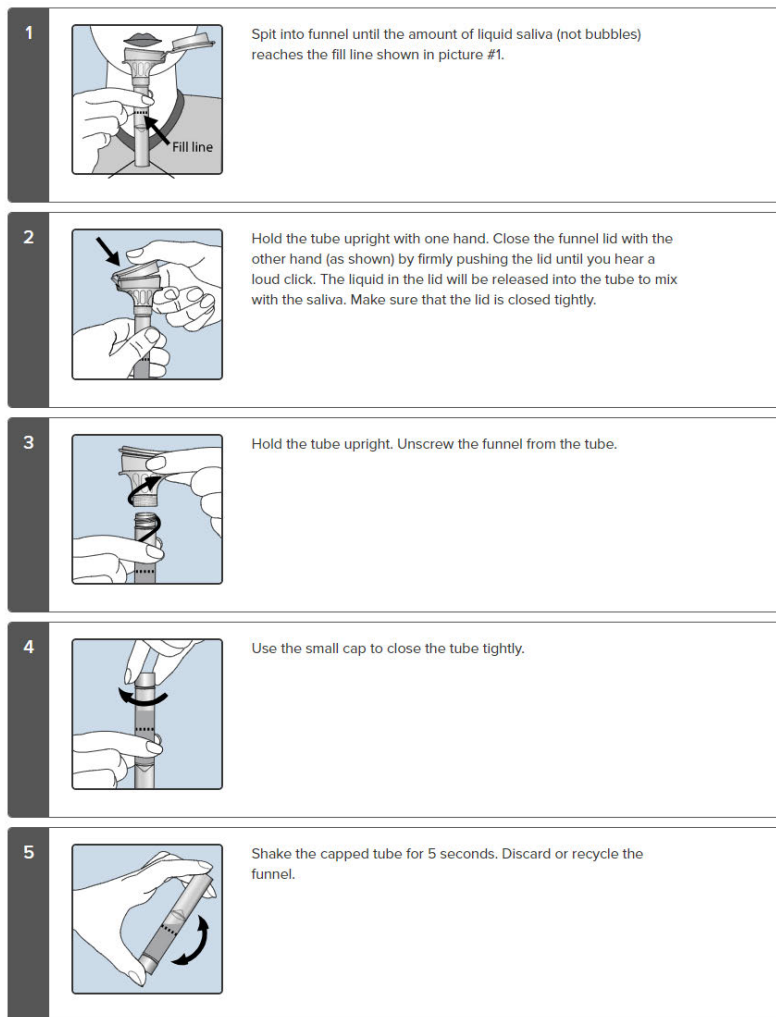 1
Spit into funnel until the amount of liquid saliva (not bubbles)
reaches the fill line shown in picture #1.
Fill line
2
Hold the tube upright with one hand. Close the funnel lid with the
other hand (as shown) by firmly pushing the lid until you hear a
loud click. The liquid in the lid will be released into the tube to mix
with the saliva. Make sure that the lid is closed tightly.
3
Hold the tube upright. Unscrew the funnel from the tube.
4
Use the small cap to close the tube tightly.
5
Shake the capped tube for 5 seconds. Discard or recycle the
funnel.